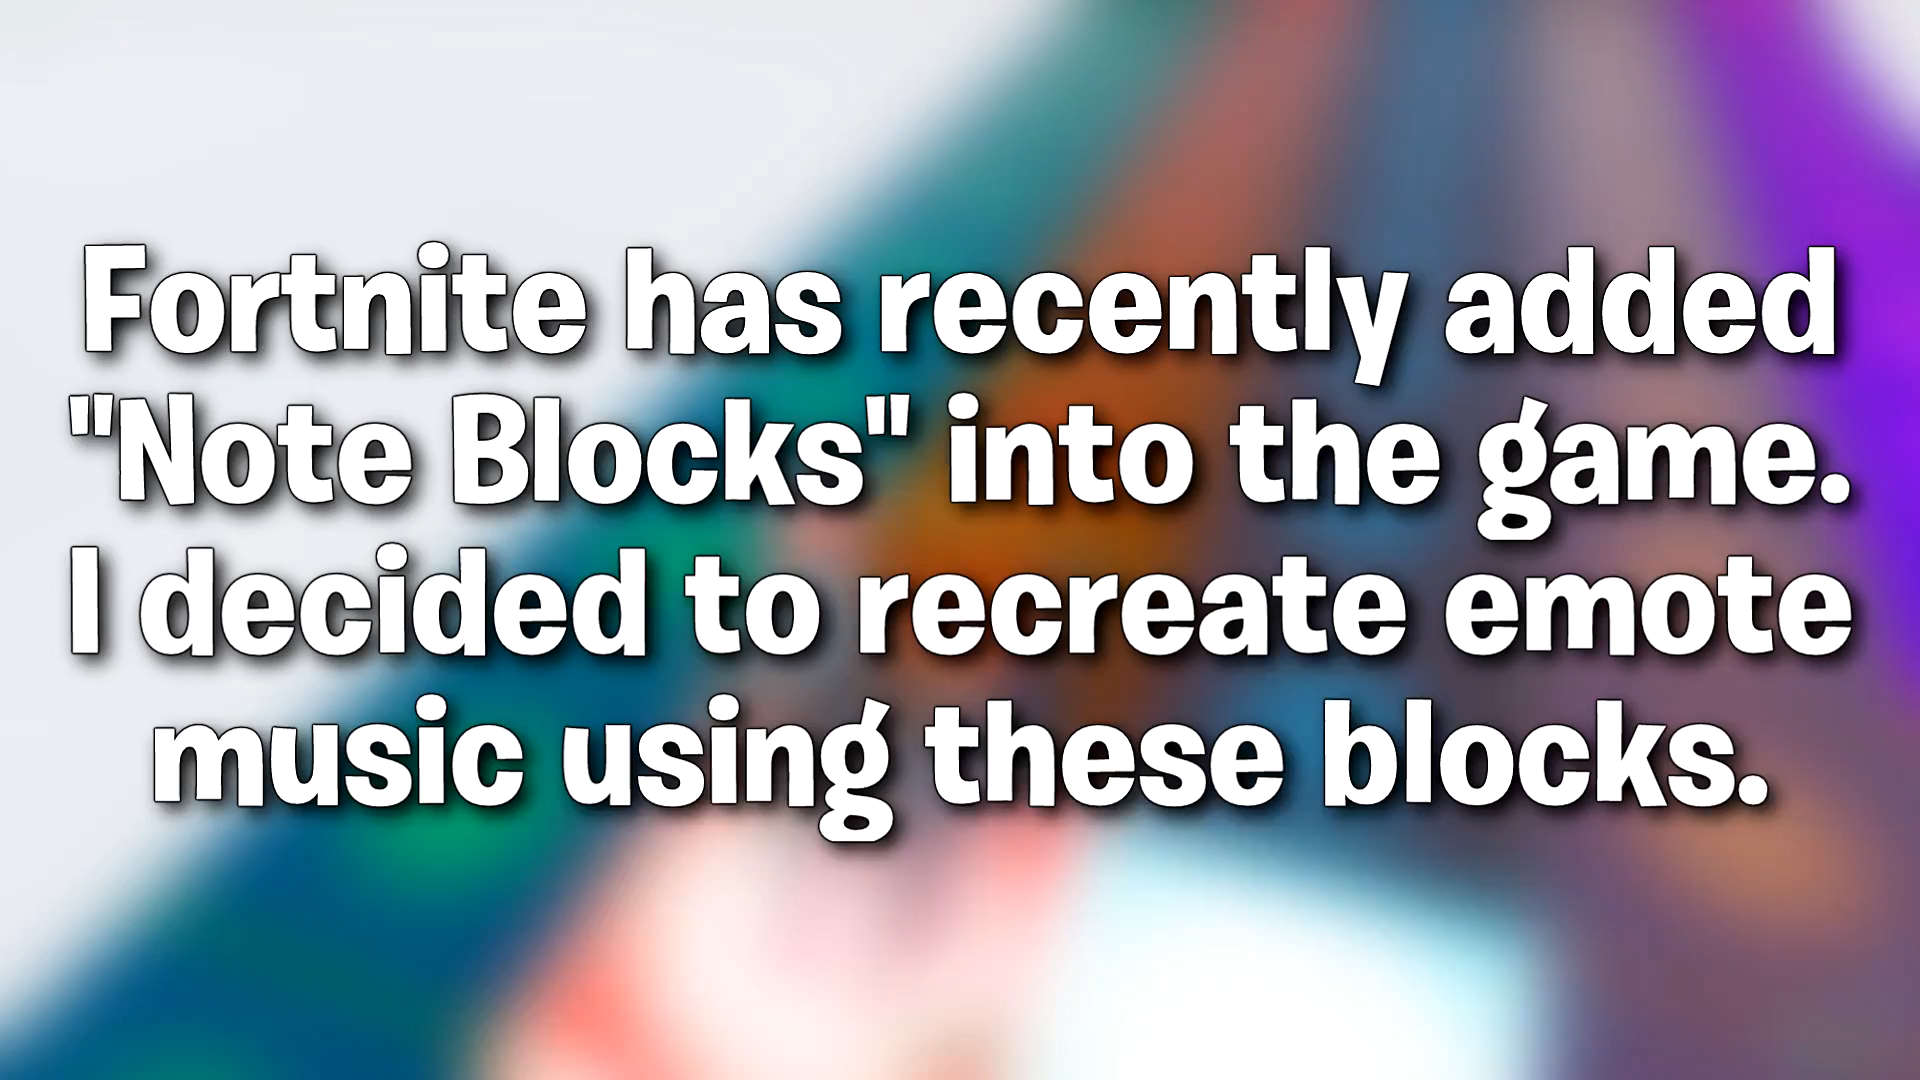 Fortnite has recently added
"Note Blocks" into the game.
I decided to recreate emote
music using these blocks.